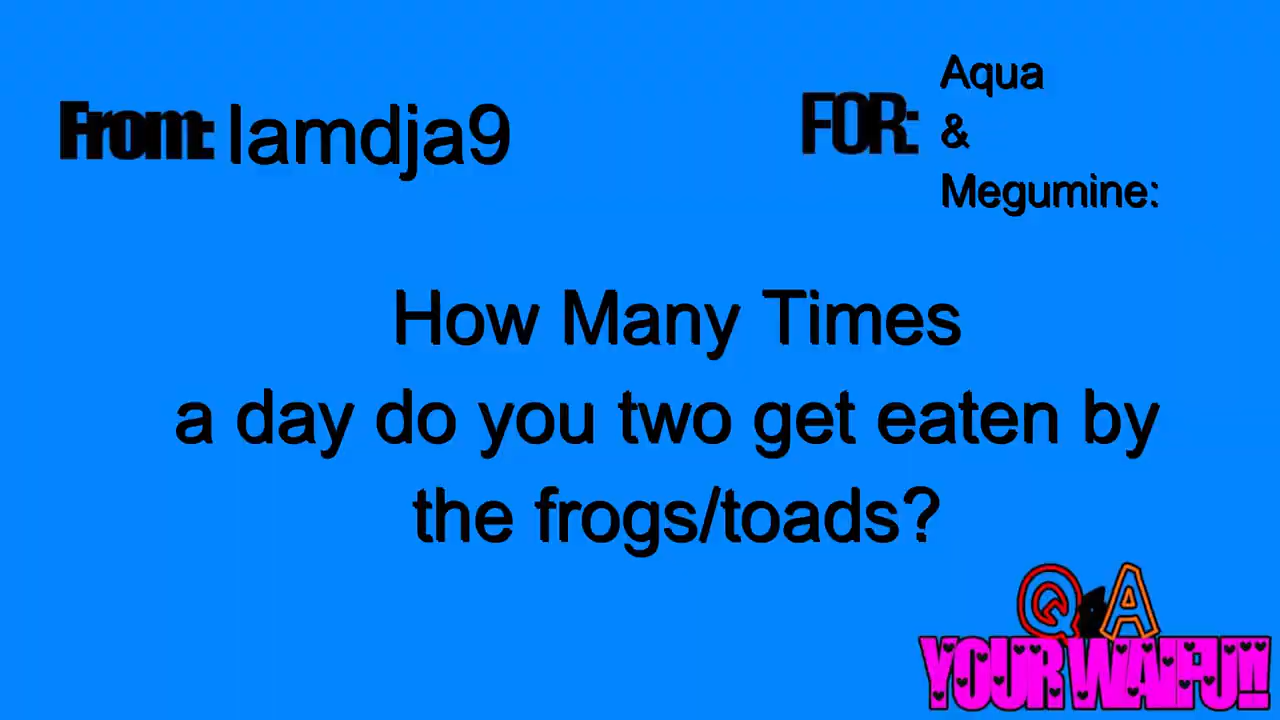 From: Iamdja9
FOR: Aqua
&
Megumine:
How Many Times
a day do you two get eaten by
the frogs/toads?
Q&A
YOUR WAIFU!!